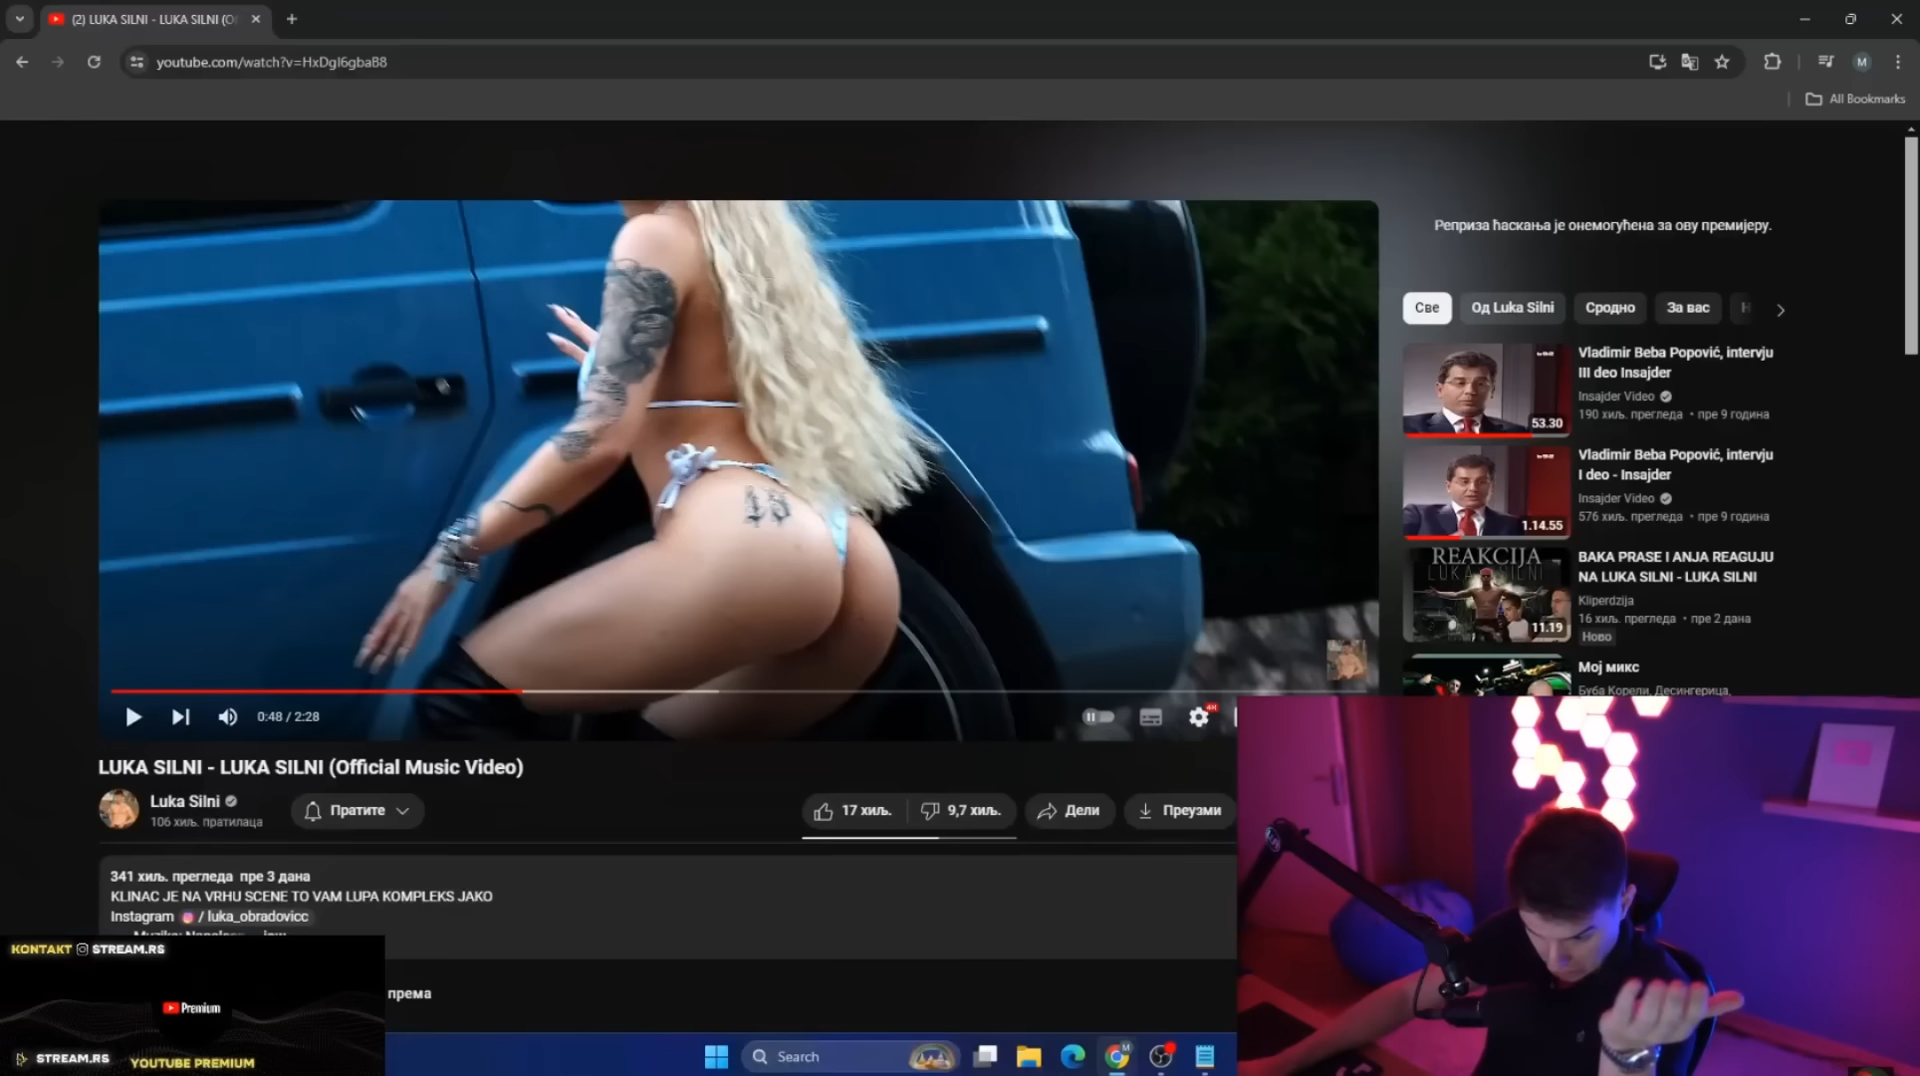 (2) LUKA SILNI - LUKA SILNI (O
youtube.com/watch?v=HxDgl6gbaB8
M
All Bookmarks
Реприза ћаскања је онемогућена за ову премијеру.
Све
Од Luka Silni
Сродно
За вас
Vladimir Beba Popović, intervju
III deo Insajder
Insajder Video
190 хиљ. прегледа • пре 9 година
53.30
Vladimir Beba Popović, intervju
I deo - Insajder
Insajder Video
576 хиљ. прегледа • пре 9 година
1.14.55
REAKCIJA
LUKA SILNI
BAKA PRASE I ANJA REAGUJU
NA LUKA SILNI - LUKA SILNI
Kliperdzija
16 хиљ. прегледа • пре 2 дана
Ново
11.19
Мој микс
Буба Корели, Десингерица,
13
0:48 / 2:28
4K
LUKA SILNI - LUKA SILNI (Official Music Video)
Luka Silni
106 хиљ. пратилаца
Пратите
17 хиљ.
9,7 хиљ.
Дели
Преузми
341 хиљ. прегледа пре 3 дана
KLINAC JE NA VRHU SCENE TO VAM LUPA KOMPLEKS JAKO
Instagram / luka_obradovicc
KONTAKT STREAM.RS
Premium
према
STREAM.RS
YOUTUBE PREMIUM
Search
M